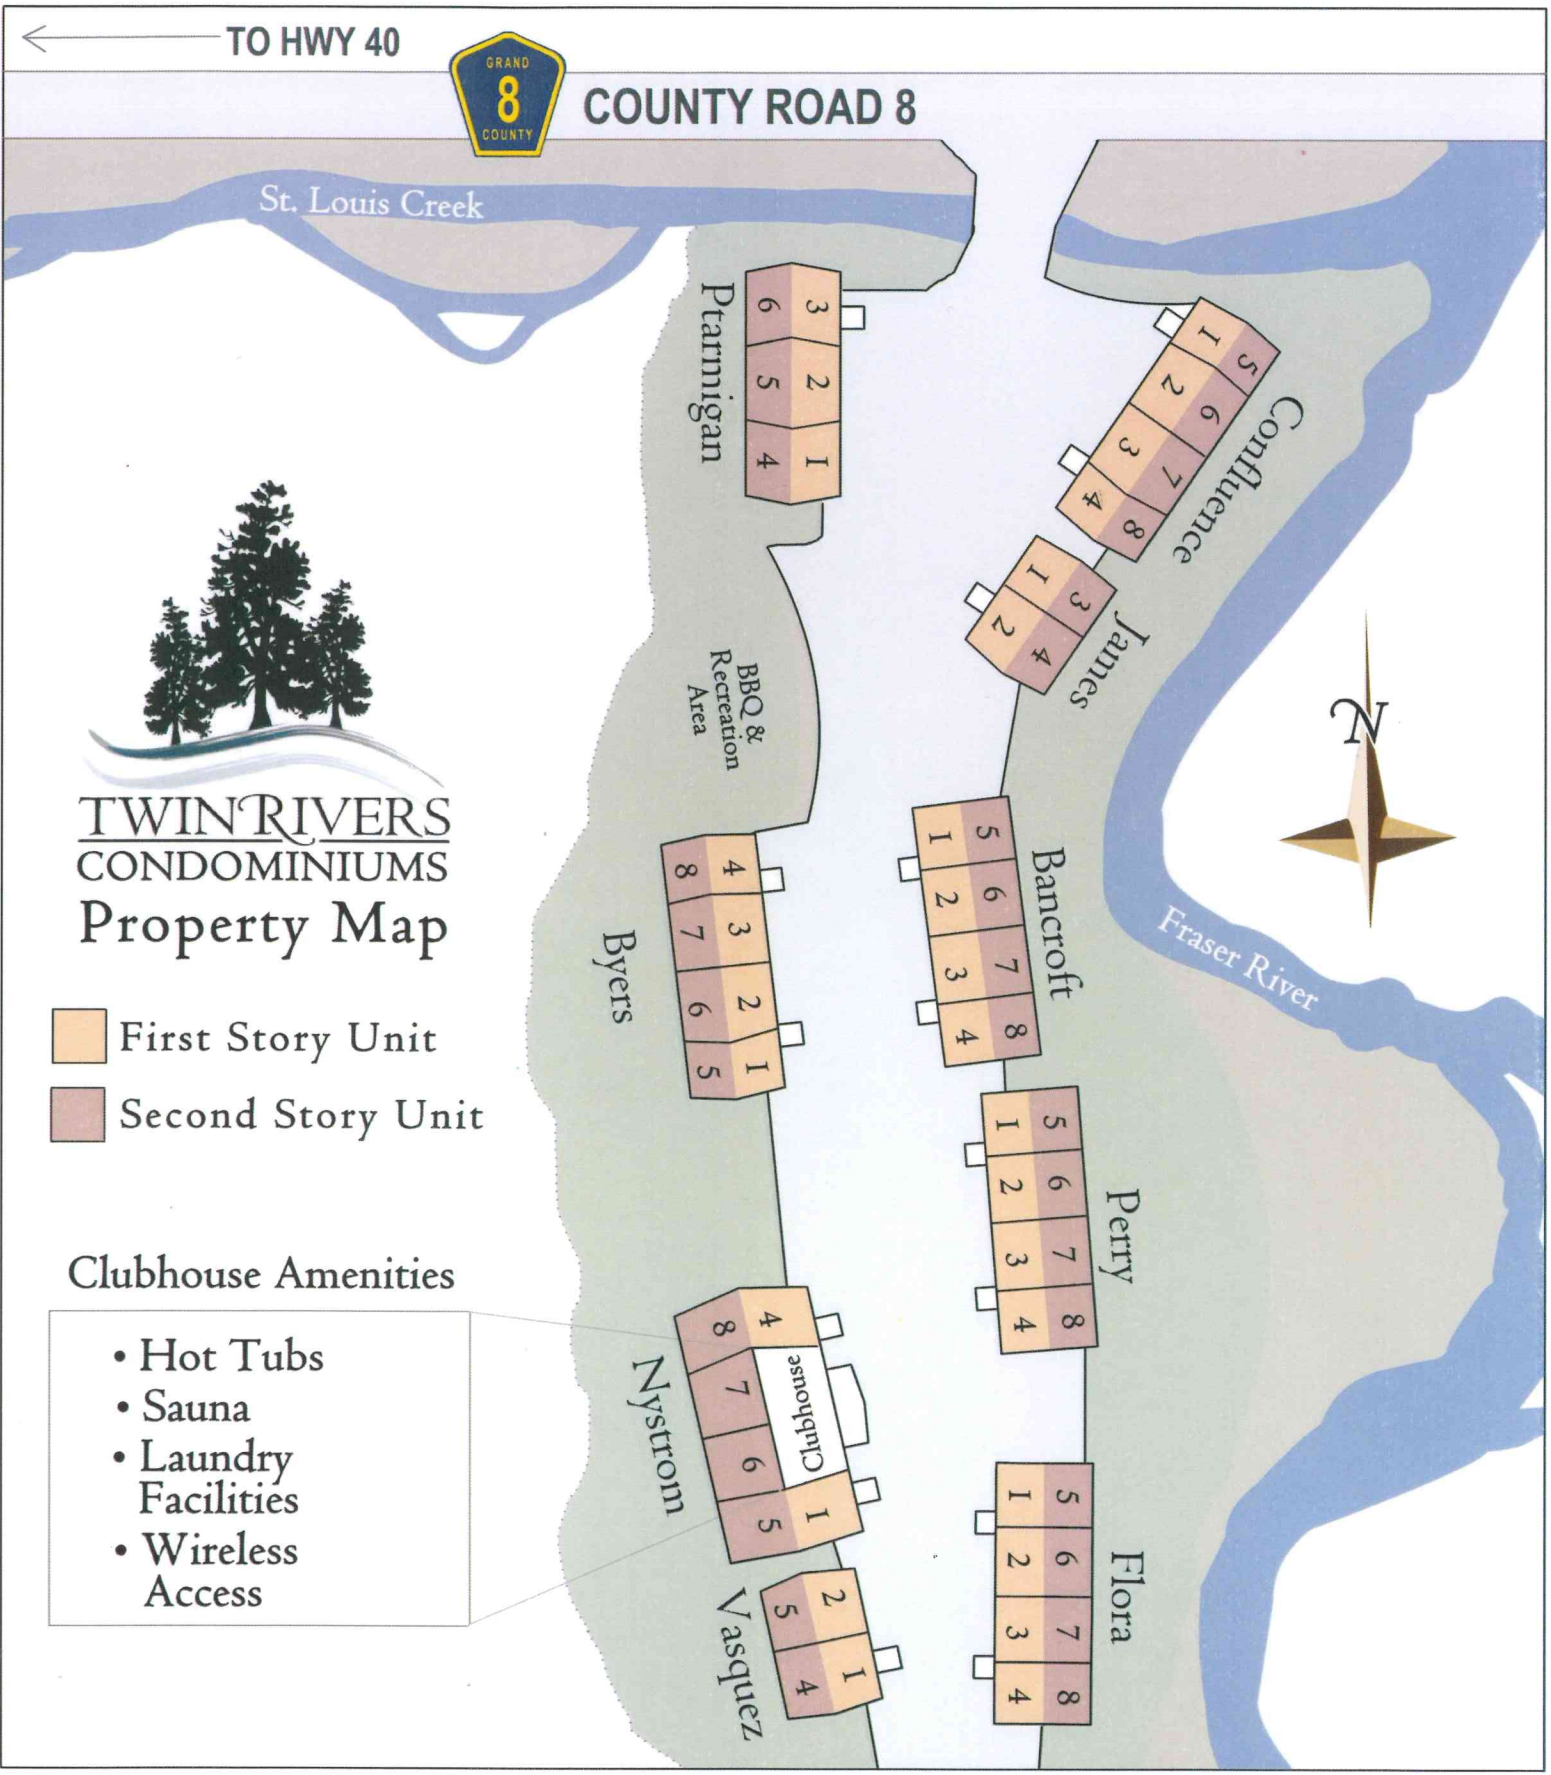 TO HWY 40
GRAND
8
COUNTY
COUNTY ROAD 8
St. Louis Creek
Ptarmigan
3
6
2
5
1
4
Confluence
1
5
2
6
3
7
4
8
James
1
3
2
4
BBQ &
Recreation
Area
N
TWIN RIVERS
CONDOMINIUMS
Property Map
First Story Unit
Second Story Unit
Byers
4
8
3
7
2
6
1
5
Bancroft
1
5
2
6
3
7
4
8
Fraser River
Perry
1
5
2
6
3
7
4
8
Clubhouse Amenities
• Hot Tubs
• Sauna
• Laundry
Facilities
• Wireless
Access
Nystrom
4
8
Clubhouse
7
6
1
5
Vasquez
2
5
1
4
Flora
1
5
2
6
3
7
4
8